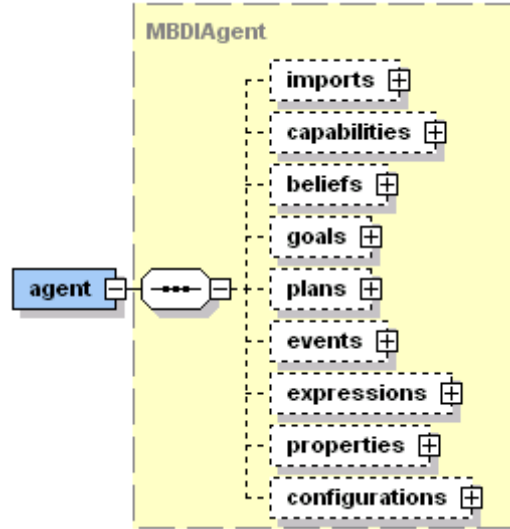 MBDIAgent
imports
capabilities
beliefs
goals
agent
plans
events
expressions
properties
configurations